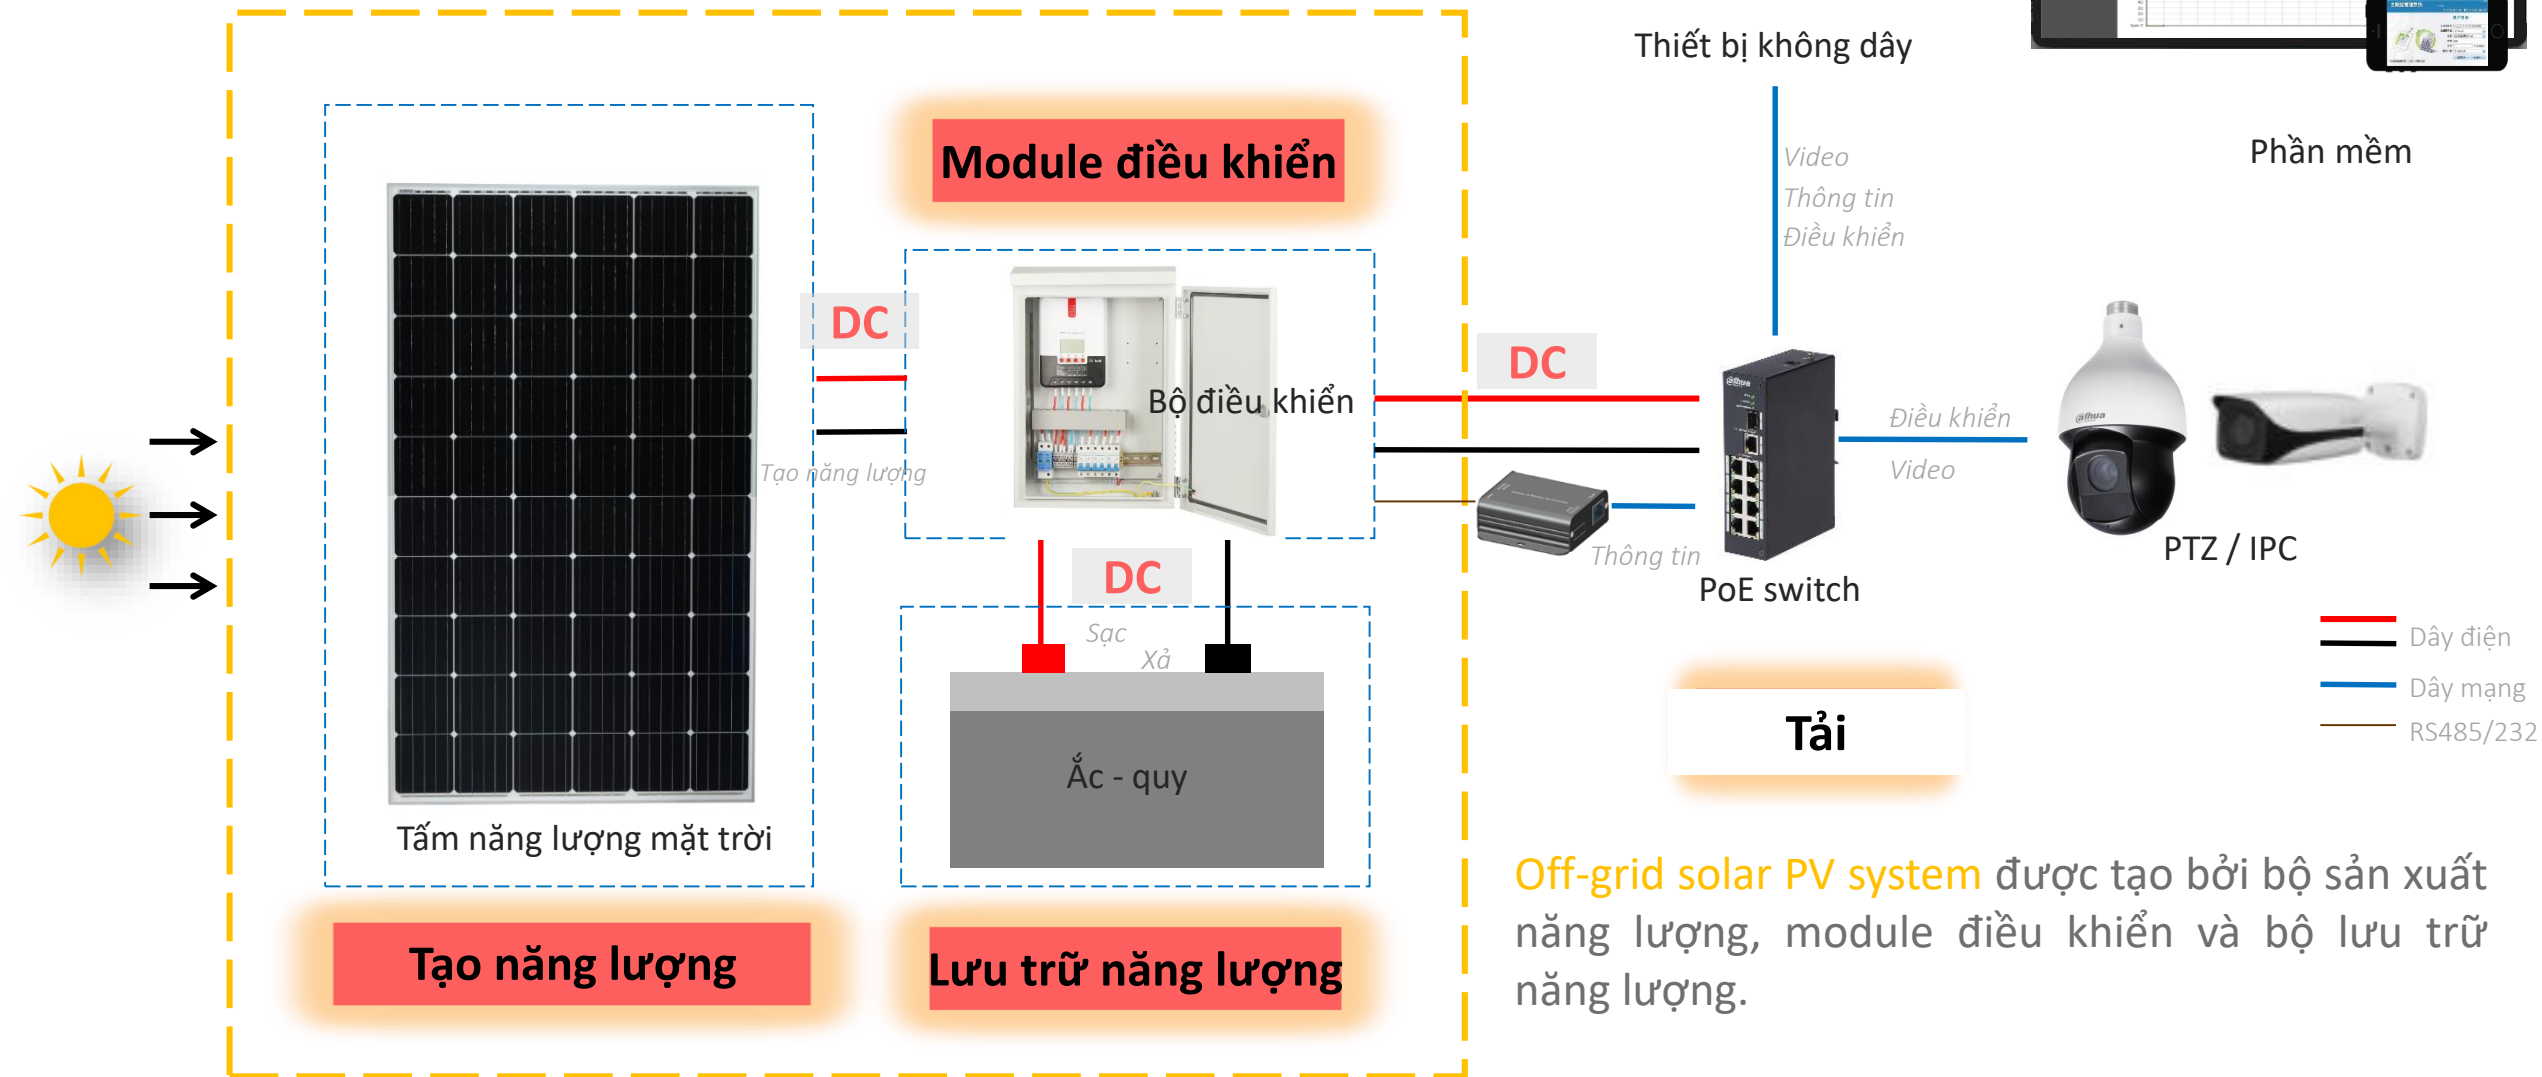 Thiết bị không dây
Phần mềm
Module điều khiển
Video
Thông tin
Điều khiển
DC
Bộ điều khiển
DC
Tạo năng lượng
alhua
Điều khiển
Video
alhua
Thông tin
PoE switch
PTZ / IPC
DC
Sạc
Xả
Ắc - quy
Dây điện
Dây mạng
RS485/232
Tải
Tấm năng lượng mặt trời
Tạo năng lượng
Lưu trữ năng lượng
Off-grid solar PV system được tạo bởi bộ sản xuất
năng lượng, module điều khiển và bộ lưu trữ
năng lượng.